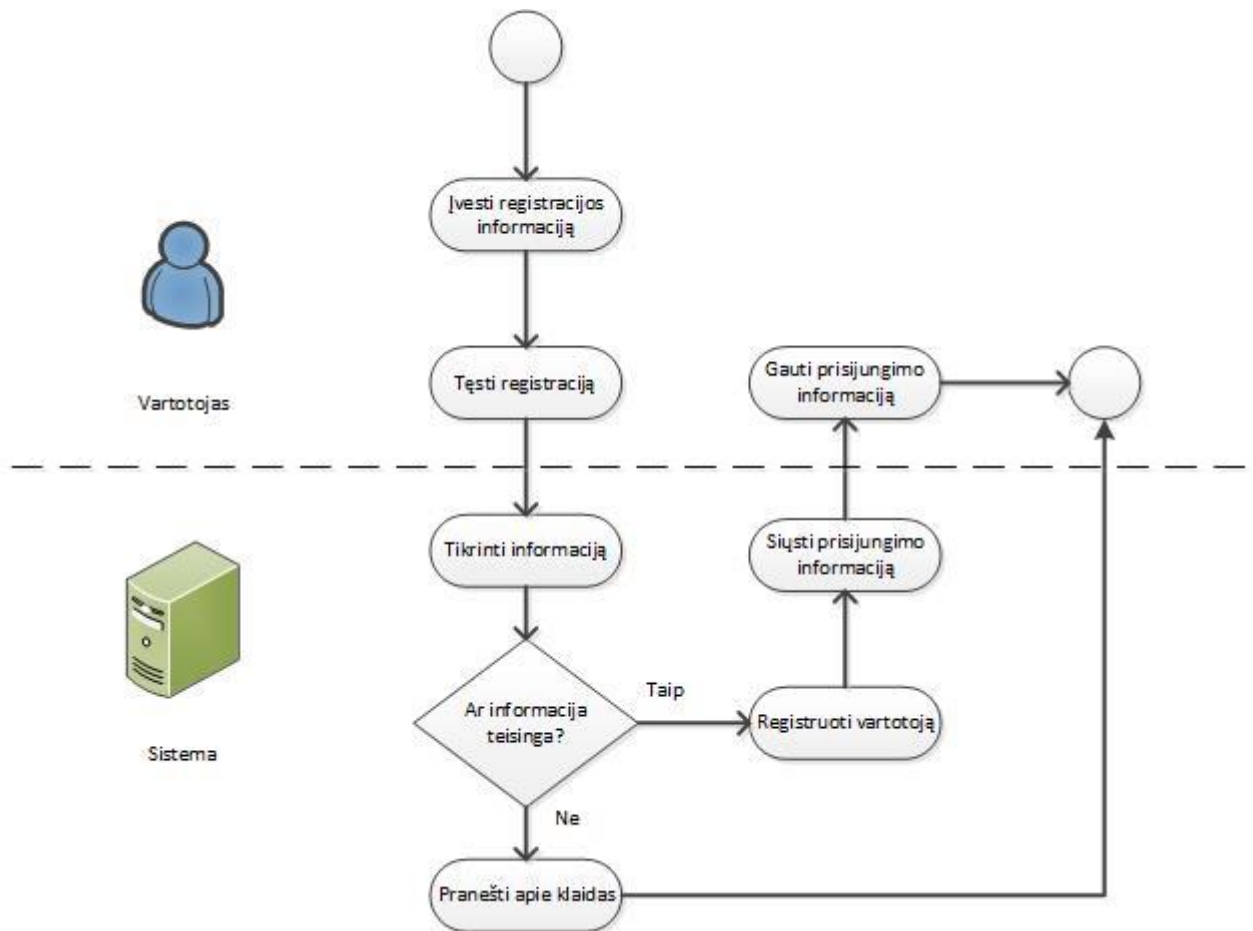 Įvesti registracijos
informaciją
Tęsti registraciją
Gauti prisijungimo
informaciją
Vartotojas
Tikrinti informaciją
Siųsti prisijungimo
informaciją
Ar informacija
teisinga?
Taip
Registruoti vartotoją
Sistema
Ne
Pranešti apie klaidas